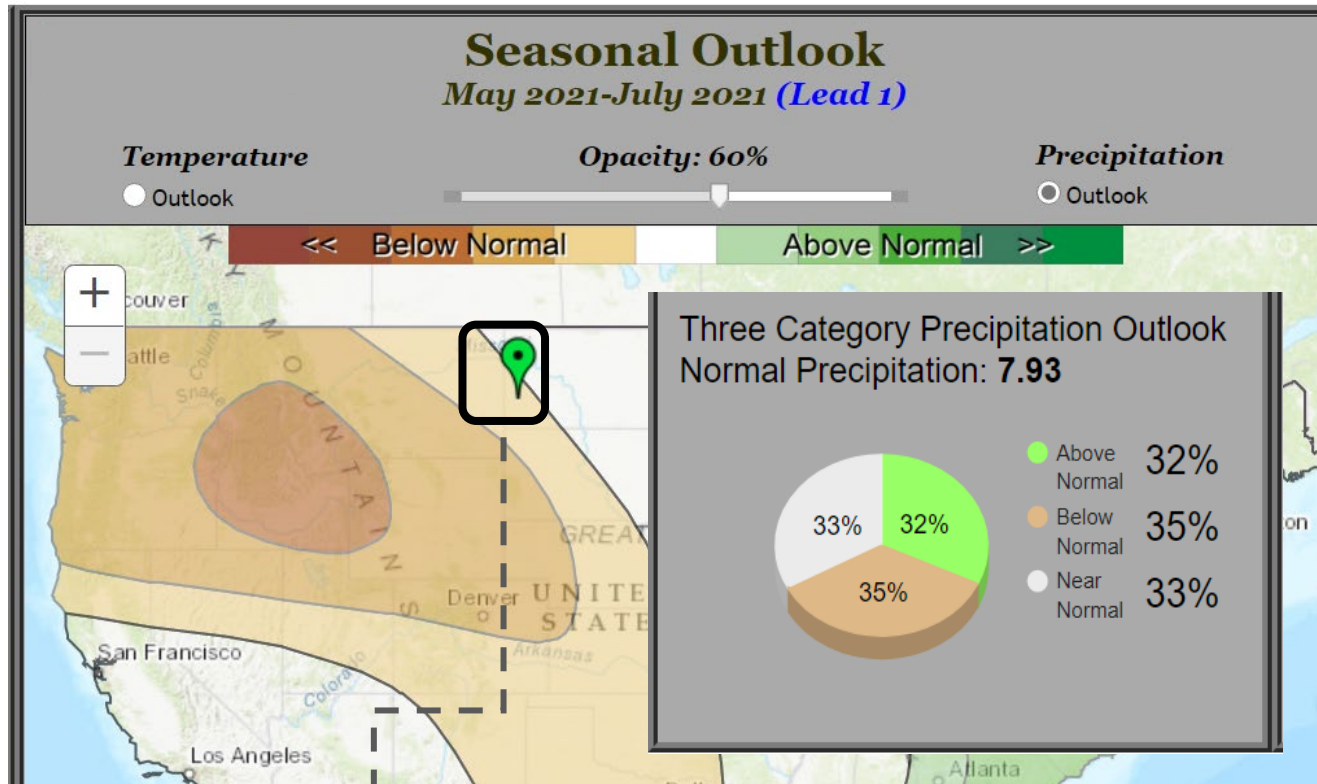 Seasonal Outlook
May 2021-July 2021 (Lead 1)
Temperature
Opacity: 60%
Precipitation
Outlook
Outlook
<< Below Normal
Above Normal >>
+
couver
−
attle
Columbia
Snake
MOUNTAINS
GREAT
Denver
UNITE
STATE
Arkansas
San Francisco
Colorado
Los Angeles
Atlanta
on
Three Category Precipitation Outlook
Normal Precipitation: 7.93
33%
32%
35%
Above
Normal
32%
Below
Normal
35%
Near
Normal
33%